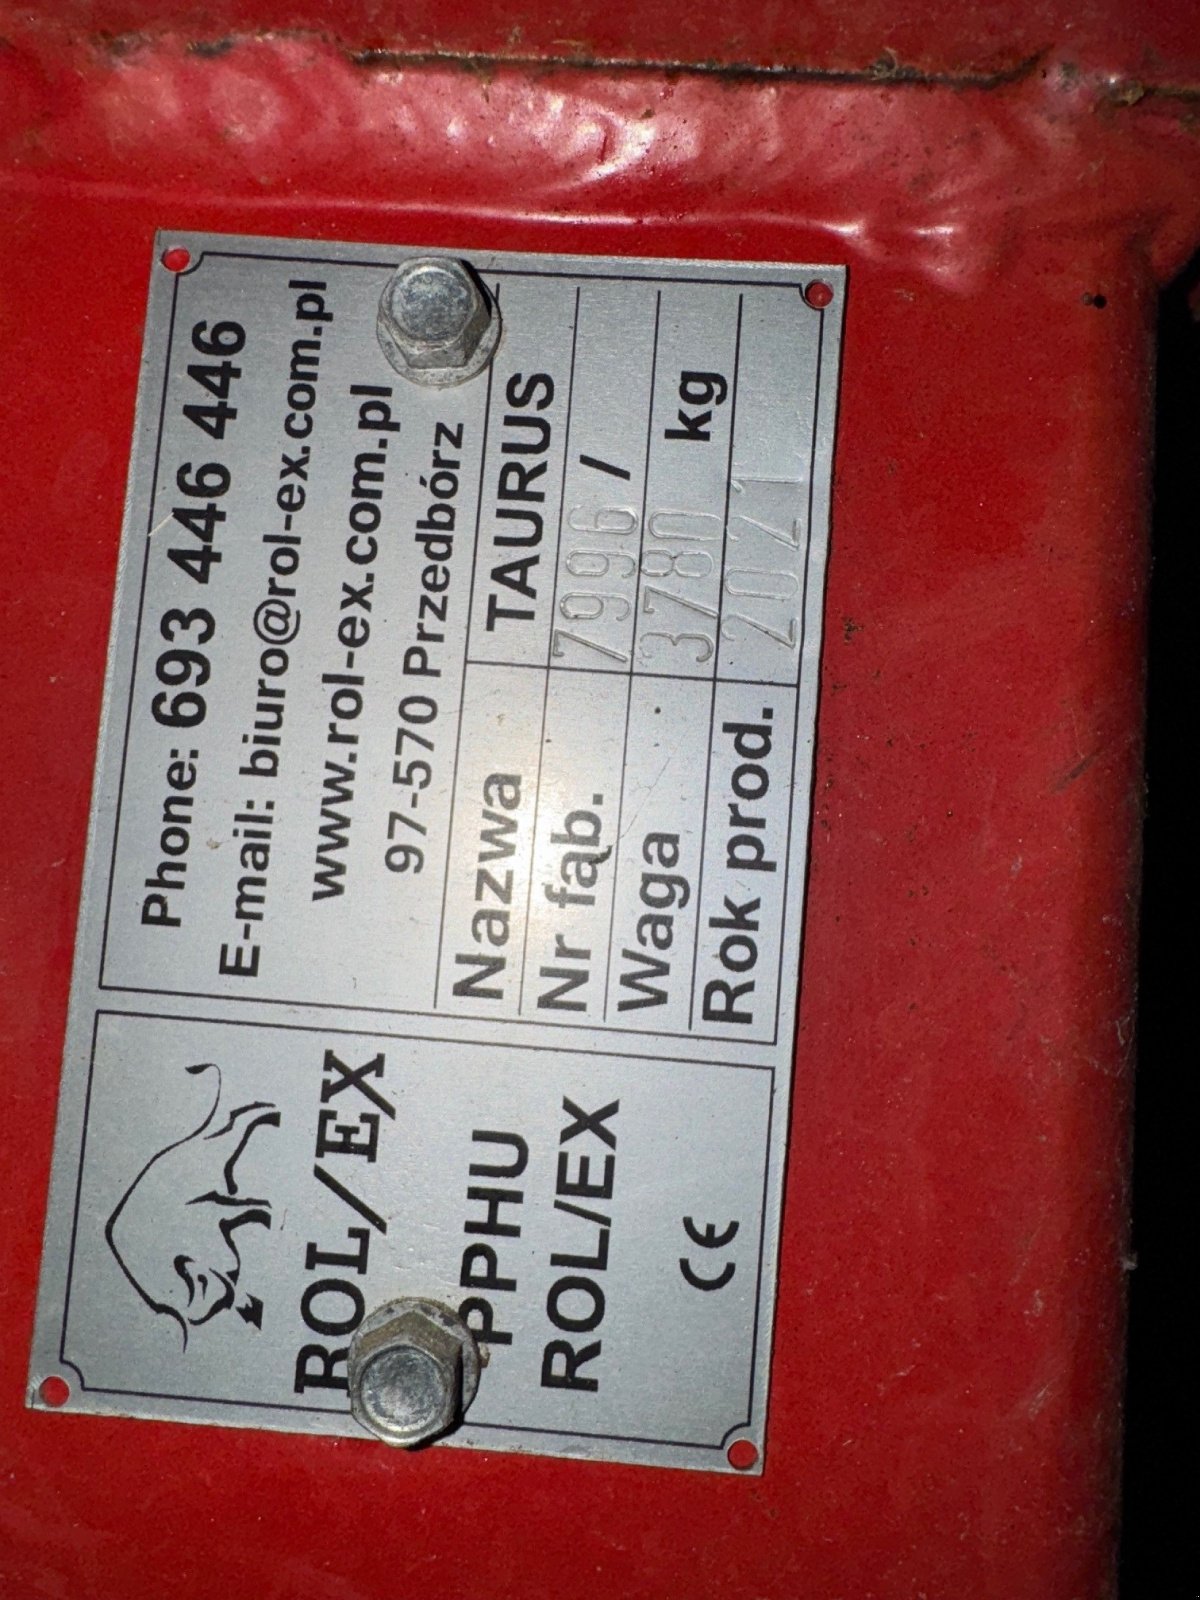 ROL/EX
PPHU
ROL/EX
CE
Phone: 693 446 446
E-mail: biuro@rol-ex.com.pl
www.rol-ex.com.pl
97-570 Przedbórz
Nazwa TAURUS
Nr fąb. 7996 /
Waga 3780 kg
Rok prod. 2021